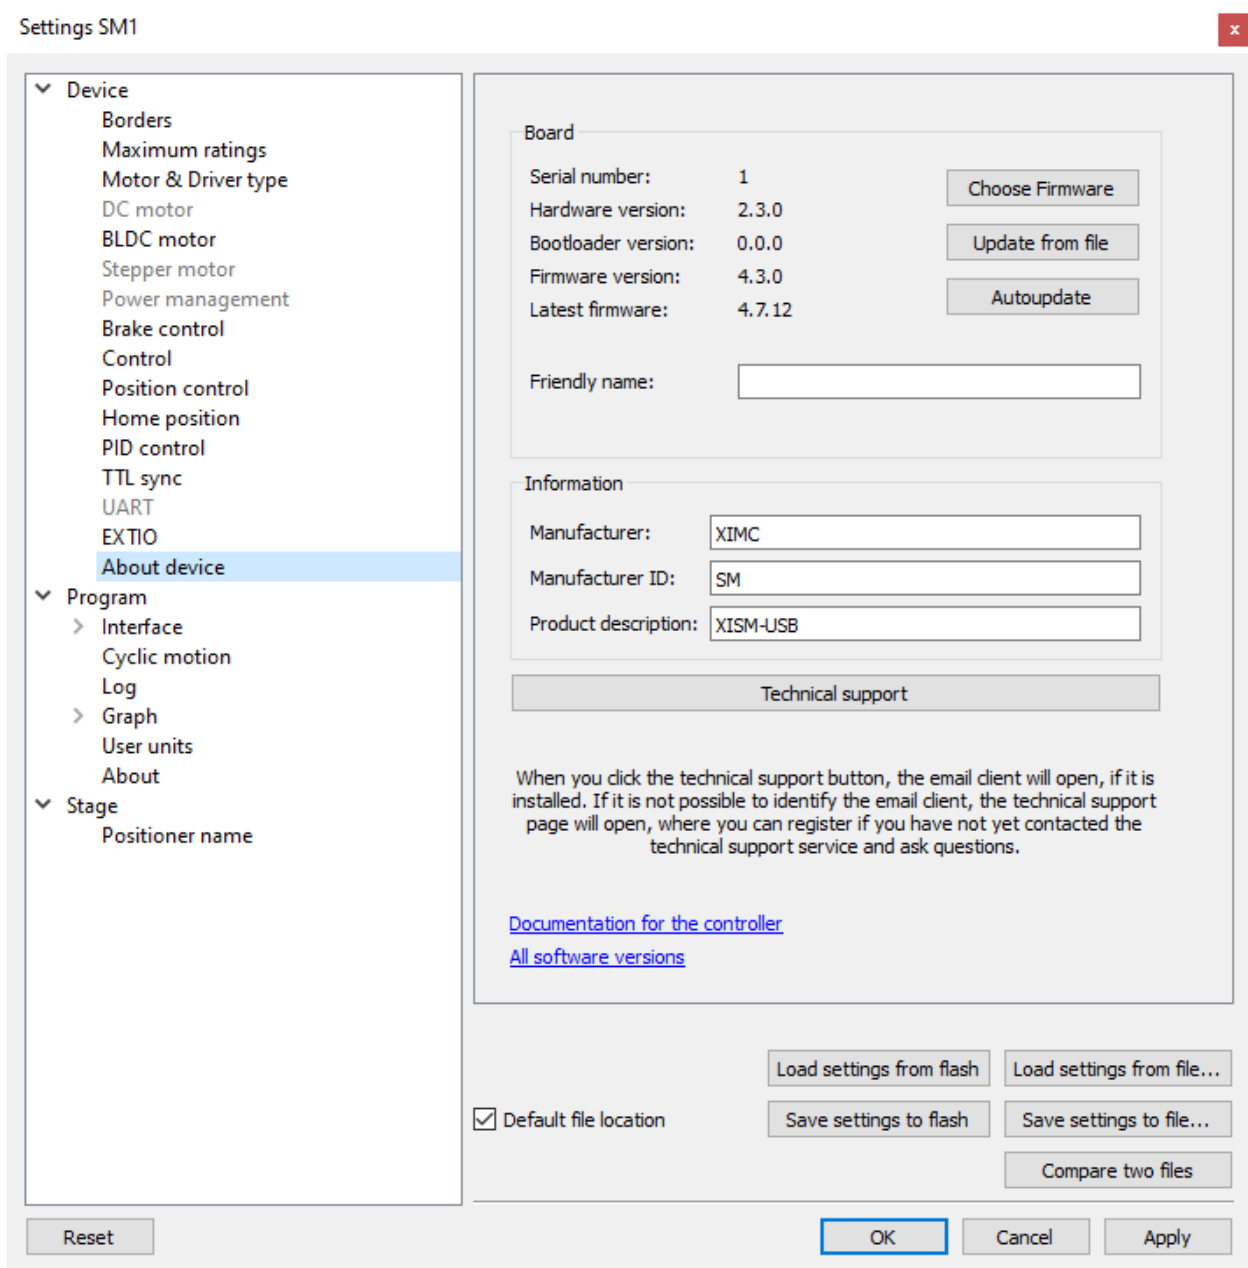 Settings SM1
x
Device
Borders
Maximum ratings
Motor & Driver type
DC motor
BLDC motor
Stepper motor
Power management
Brake control
Control
Position control
Home position
PID control
TTL sync
UART
EXTIO
About device
Program
Interface
Cyclic motion
Log
Graph
User units
About
Stage
Positioner name
Board
Serial number: 1
Hardware version: 2.3.0
Bootloader version: 0.0.0
Firmware version: 4.3.0
Latest firmware: 4.7.12
Choose Firmware
Update from file
Autoupdate
Friendly name:
Information
Manufacturer: XIMC
Manufacturer ID: SM
Product description: XISM-USB
Technical support
When you click the technical support button, the email client will open, if it is
installed. If it is not possible to identify the email client, the technical support
page will open, where you can register if you have not yet contacted the
technical support service and ask questions.
Documentation for the controller
All software versions
Load settings from flash
Load settings from file...
Default file location
Save settings to flash
Save settings to file...
Compare two files
Reset
OK
Cancel
Apply